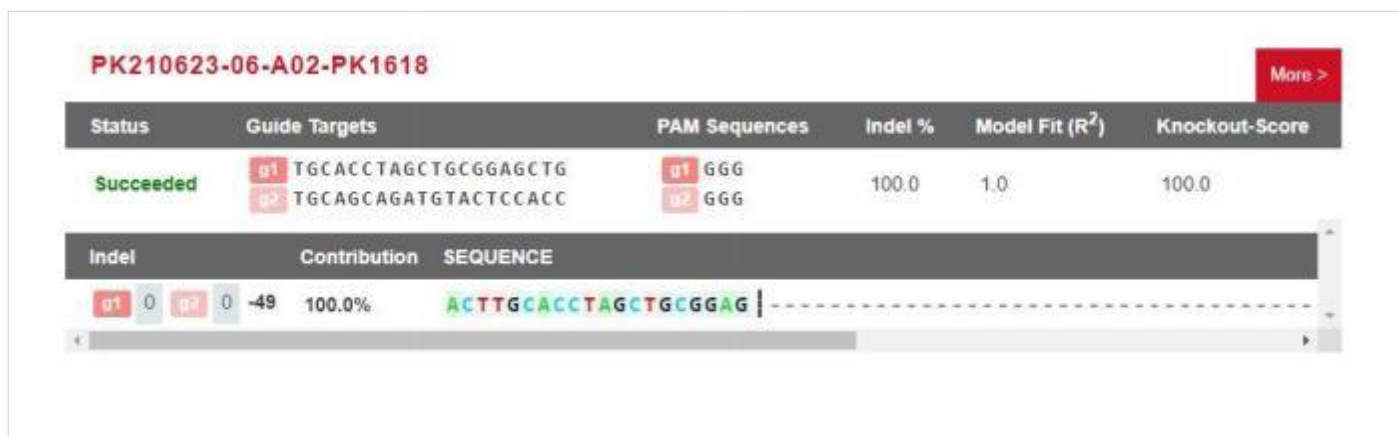 PK210623-06-A02-PK1618
More >
Status Guide Targets PAM Sequences Indel % Model Fit (R²) Knockout-Score
Succeeded g1 TGCACCTAGCTGCGGAGCTG g1 GGG 100.0 1.0 100.0
g2 TGCAGCAGATGTACTCCACC g2 GGG
Indel Contribution SEQUENCE
g1 0 g2 0 -49 100.0% ACTTGCACCTAGCTGCGGAG|------------------------------------